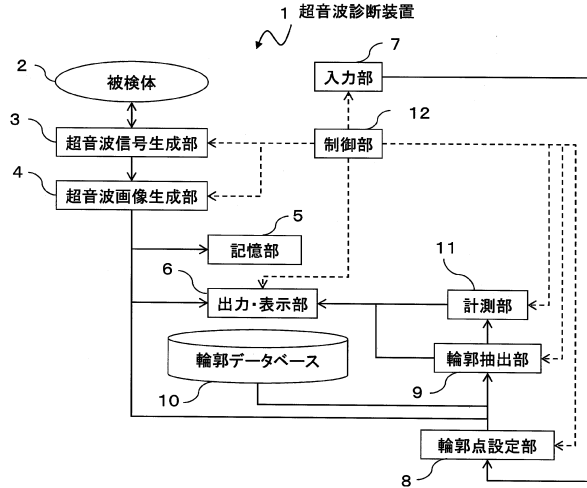 1 超音波診断装置
2
被検体
7
入力部
3
超音波信号生成部
12
制御部
4
超音波画像生成部
5
記憶部
6
出力・表示部
11
計測部
輪郭データベース
10
輪郭抽出部
9
輪郭点設定部
8